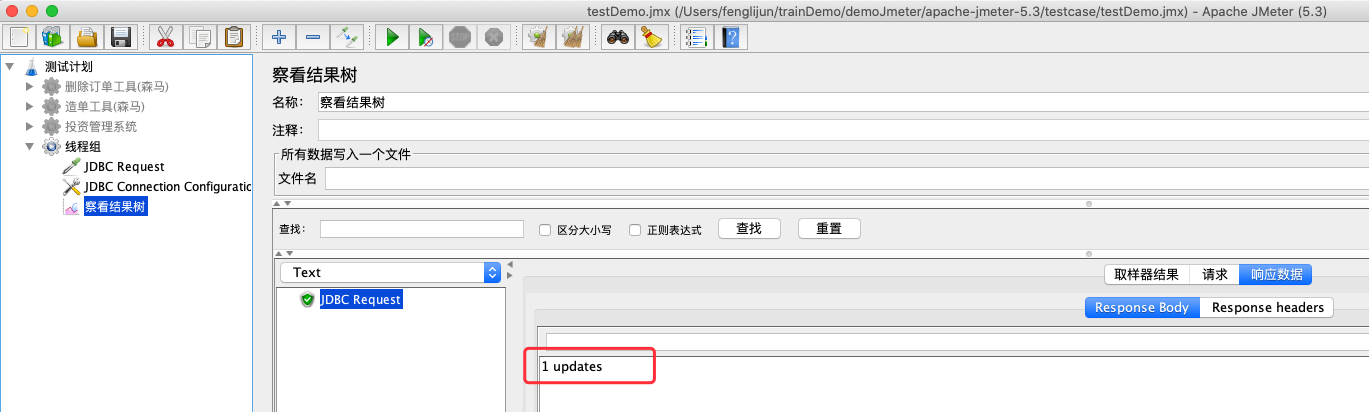 testDemo.jmx (/Users/fenglijun/trainDemo/demoJmeter/apache-jmeter-5.3/testcase/testDemo.jmx) - Apache JMeter (5.3)
STOP
测试计划
删除订单工具(森马)
造单工具(森马)
投资管理系统
线程组
JDBC Request
JDBC Connection Configuratio
察看结果树
察看结果树
名称： 察看结果树
注释：
所有数据写入一个文件
文件名
查找： 区分大小写 正则表达式 查找 重置
Text
取样器结果 请求 响应数据
JDBC Request
Response Body Response headers
1 updates